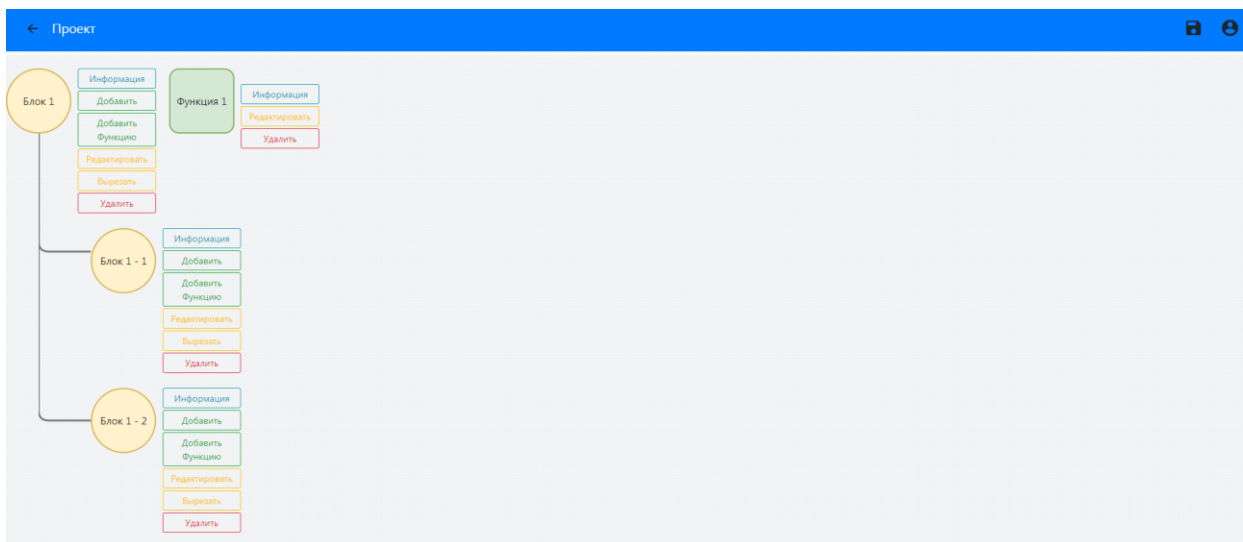 Проект
Блок 1
Информация
Добавить
Добавить
Функцию
Редактировать
Вырезать
Удалить
Функция 1
Информация
Редактировать
Удалить
Блок 1 - 1
Информация
Добавить
Добавить
Функцию
Редактировать
Вырезать
Удалить
Блок 1 - 2
Информация
Добавить
Добавить
Функцию
Редактировать
Вырезать
Удалить